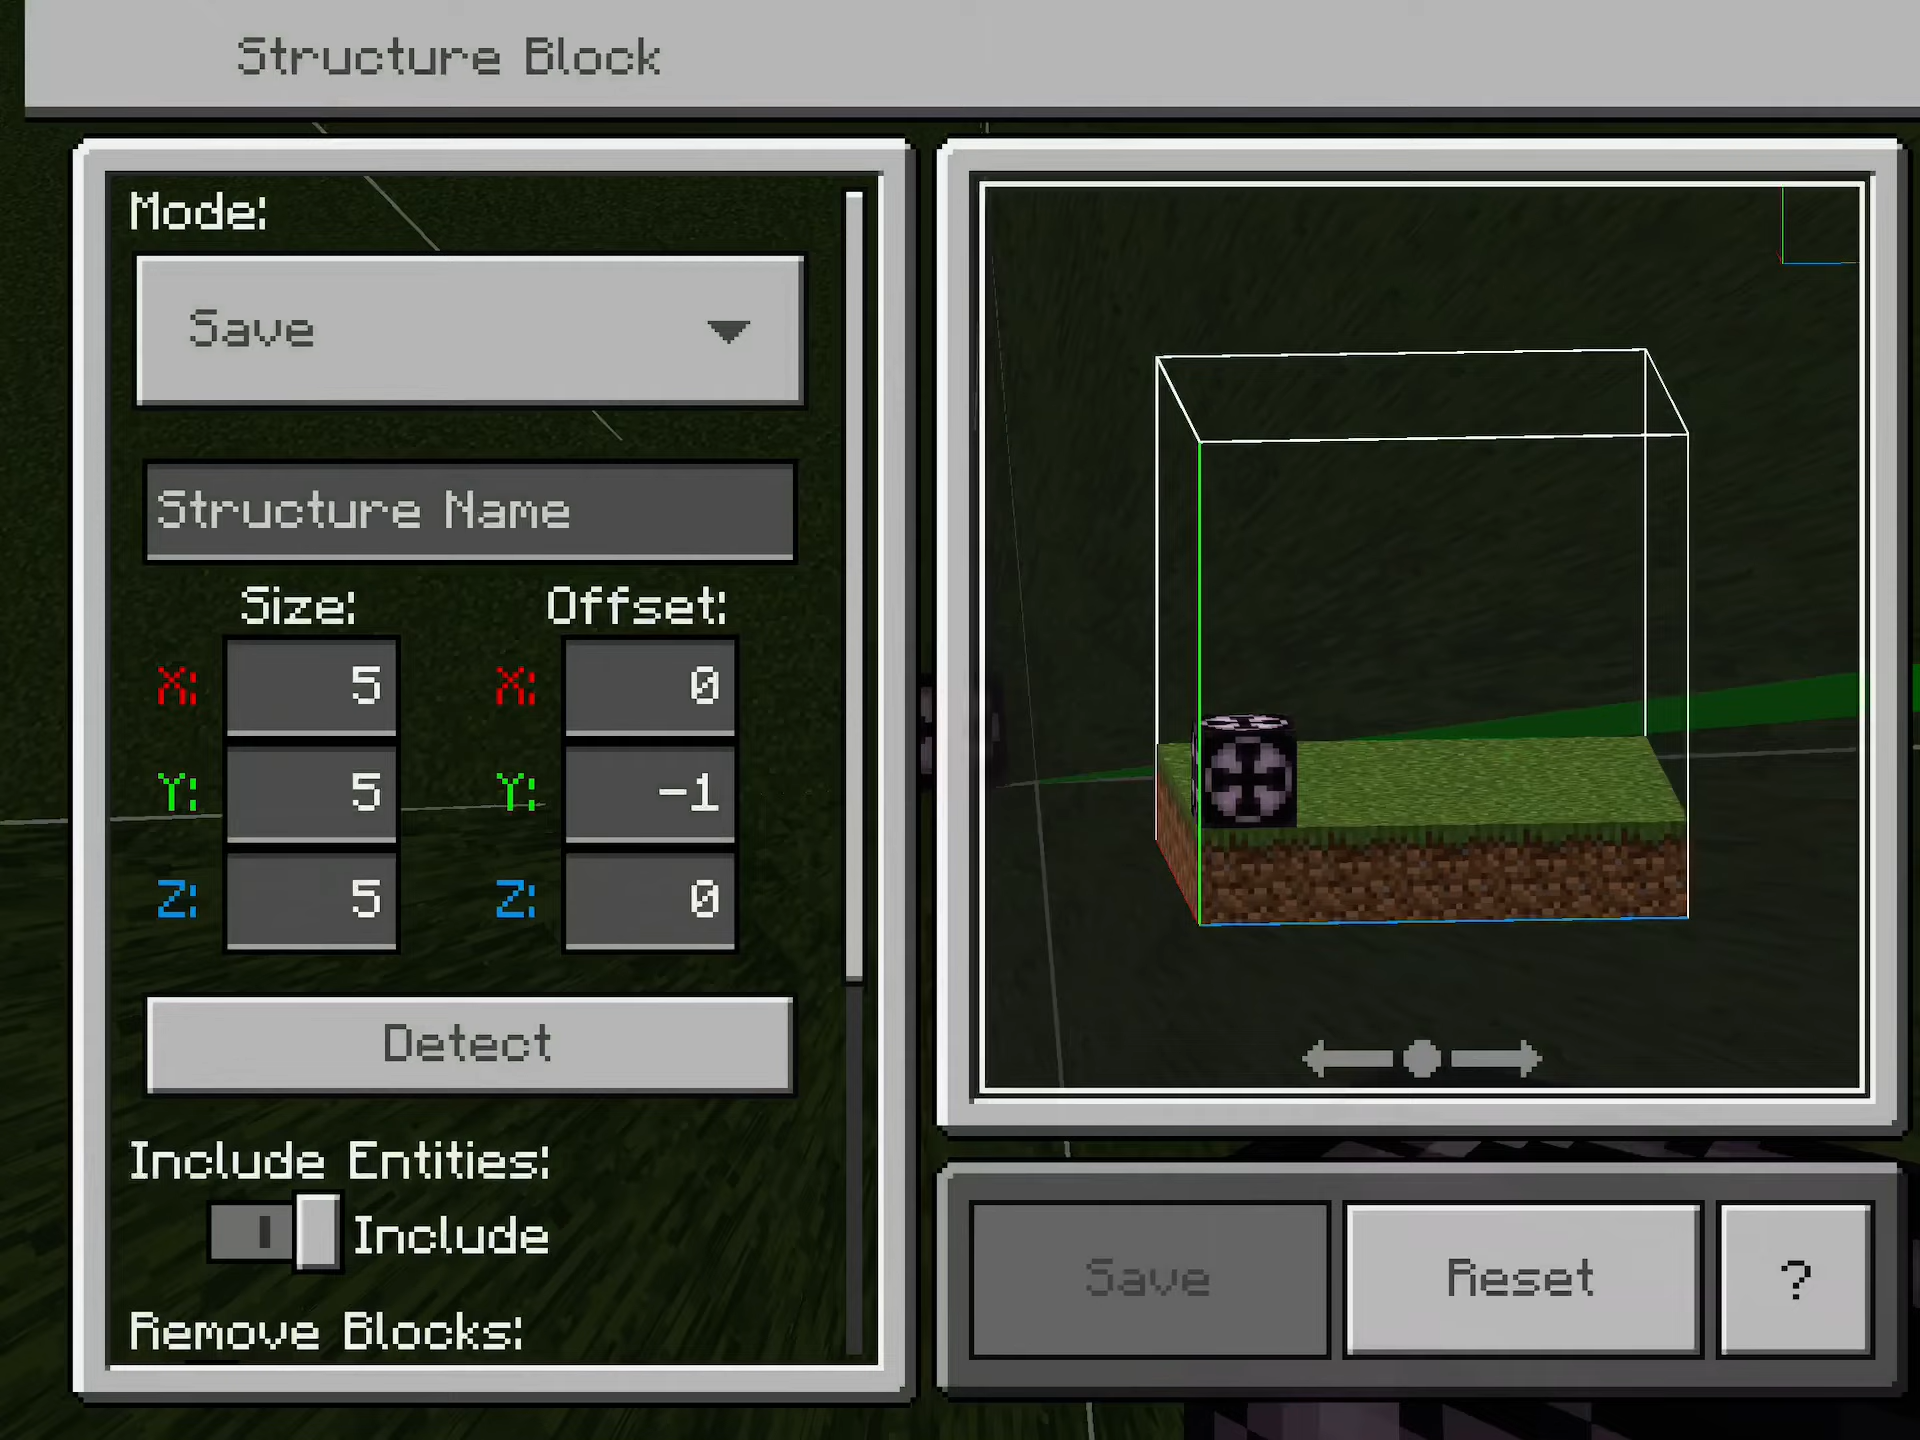 Structure Block
Mode:
Save
Structure Name
Size: Offset:
X: 5 X: 0
Y: 5 Y: -1
Z: 5 Z: 0
Detect
Include Entities:
Include
Remove Blocks:
Save Reset ?